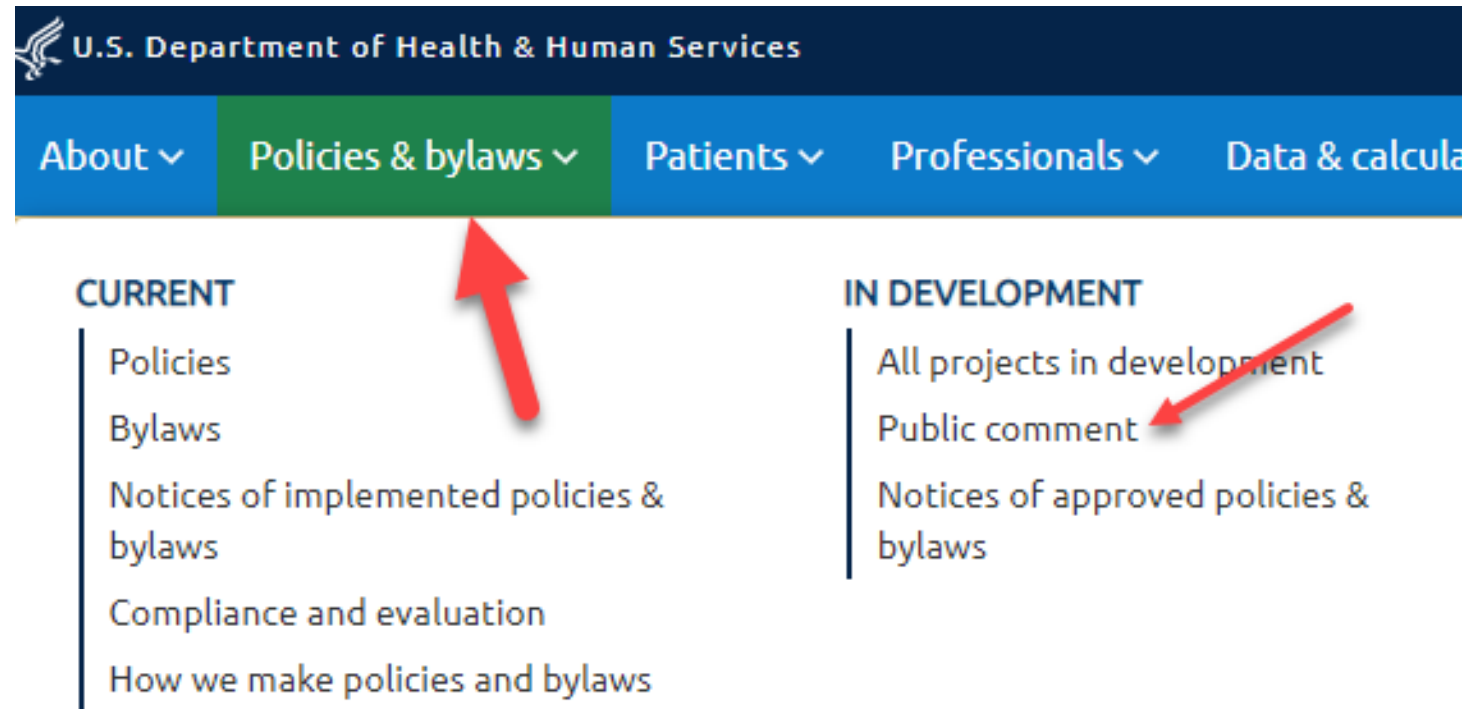 U.S. Department of Health & Human Services
About Policies & bylaws Patients Professionals Data & calcula
CURRENT
Policies
Bylaws
Notices of implemented policies &
bylaws
Compliance and evaluation
How we make policies and bylaws
IN DEVELOPMENT
All projects in development
Public comment
Notices of approved policies &
bylaws